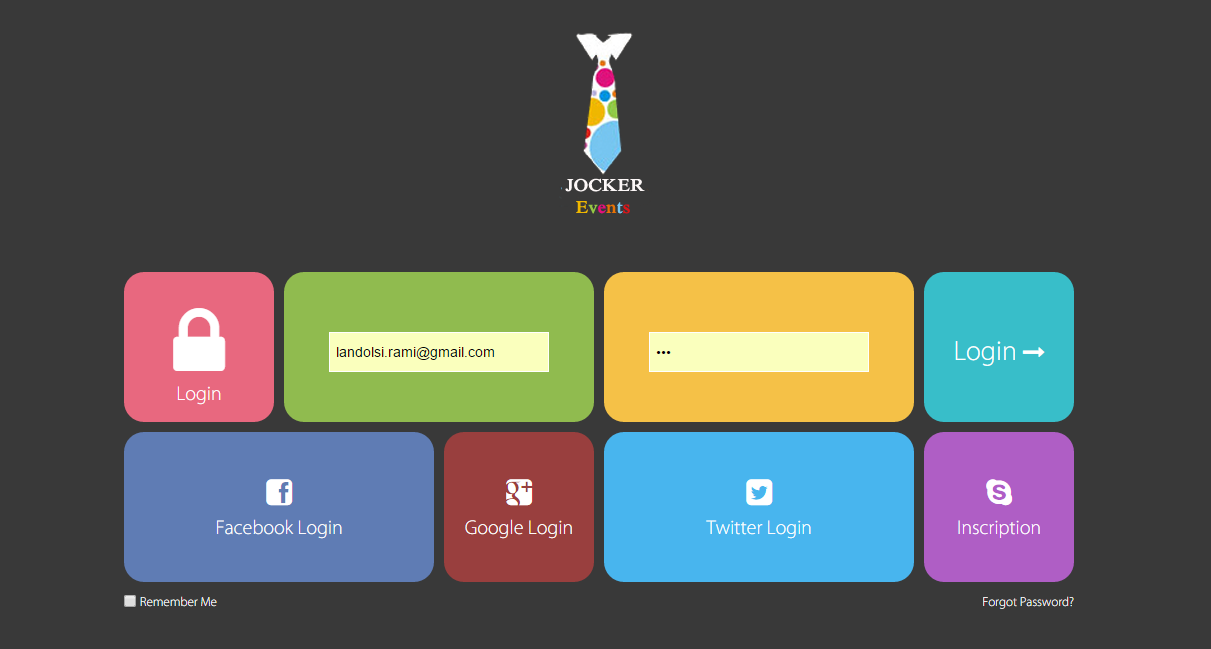 JOCKER
Events
landolsi.rami@gmail.com
•••
Login
Login
Facebook Login
Google Login
Twitter Login
Inscription
Remember Me
Forgot Password?